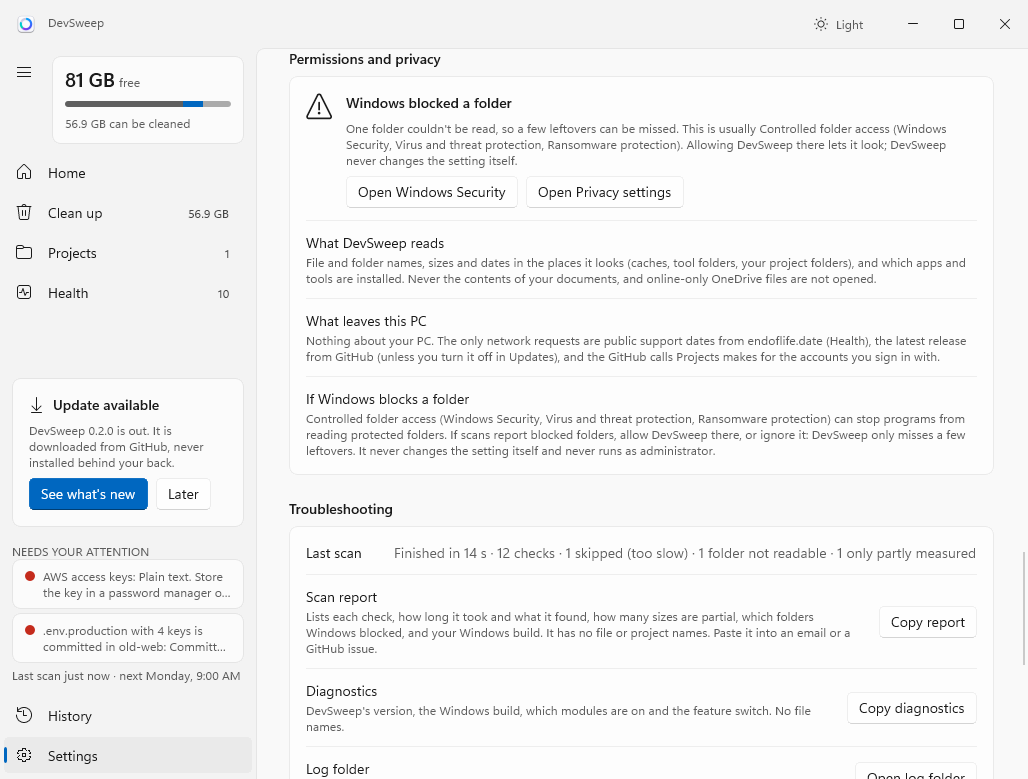 DevSweep
Light
81 GB free
56.9 GB can be cleaned
Home
Clean up 56.9 GB
Projects 1
Health 10
Update available
DevSweep 0.2.0 is out. It is
downloaded from GitHub, never
installed behind your back.
See what's new
Later
NEEDS YOUR ATTENTION
AWS access keys: Plain text. Store
the key in a password manager o...
.env.production with 4 keys is
committed in old-web: Committ...
Last scan just now · next Monday, 9:00 AM
History
Settings
Permissions and privacy
Windows blocked a folder
One folder couldn't be read, so a few leftovers can be missed. This is usually Controlled folder access (Windows
Security, Virus and threat protection, Ransomware protection). Allowing DevSweep there lets it look; DevSweep
never changes the setting itself.
Open Windows Security
Open Privacy settings
What DevSweep reads
File and folder names, sizes and dates in the places it looks (caches, tool folders, your project folders), and which apps and
tools are installed. Never the contents of your documents, and online-only OneDrive files are not opened.
What leaves this PC
Nothing about your PC. The only network requests are public support dates from endoflife.date (Health), the latest release
from GitHub (unless you turn it off in Updates), and the GitHub calls Projects makes for the accounts you sign in with.
If Windows blocks a folder
Controlled folder access (Windows Security, Virus and threat protection, Ransomware protection) can stop programs from
reading protected folders. If scans report blocked folders, allow DevSweep there, or ignore it: DevSweep only misses a few
leftovers. It never changes the setting itself and never runs as administrator.
Troubleshooting
Last scan Finished in 14 s · 12 checks · 1 skipped (too slow) · 1 folder not readable · 1 only partly measured
Scan report
Lists each check, how long it took and what it found, how many sizes are partial, which folders
Windows blocked, and your Windows build. It has no file or project names. Paste it into an email or a
GitHub issue.
Copy report
Diagnostics
DevSweep's version, the Windows build, which modules are on and the feature switch. No file
names.
Copy diagnostics
Log folder
Open log folder